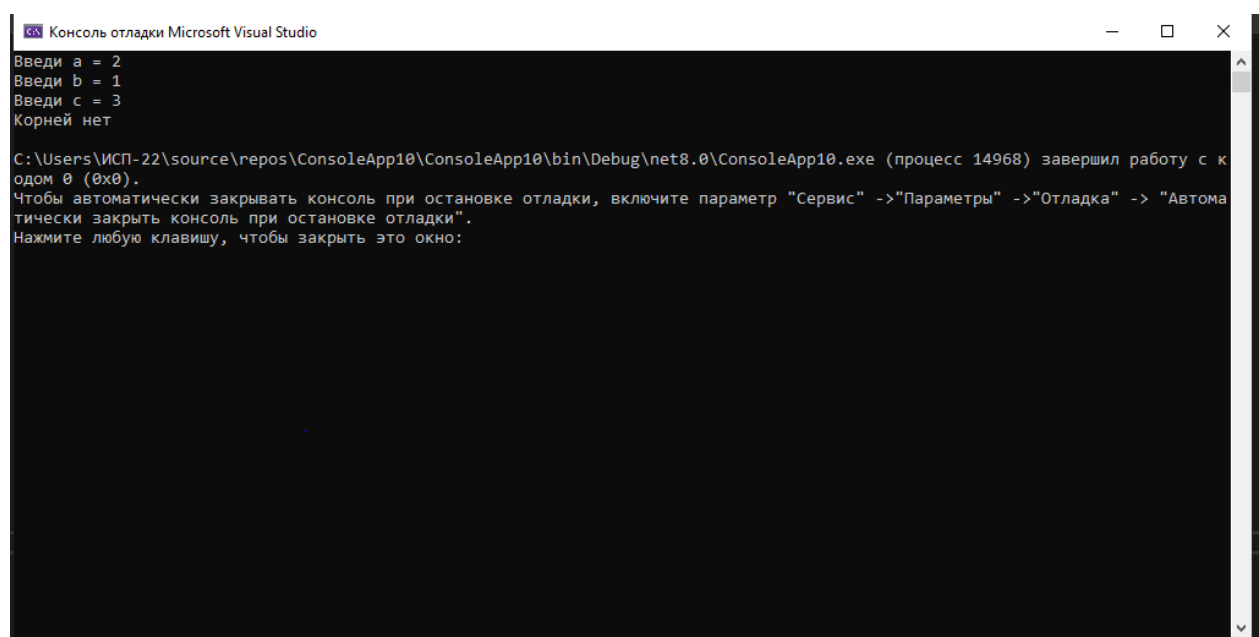 Консоль отладки Microsoft Visual Studio
Введи a = 2
Введи b = 1
Введи c = 3
Корней нет
C:\Users\ИСП-22\source\repos\ConsoleApp10\ConsoleApp10\bin\Debug\net8.0\ConsoleApp10.exe (процесс 14968) завершил работу с к
одом 0 (0x0).
Чтобы автоматически закрывать консоль при остановке отладки, включите параметр "Сервис" ->"Параметры" ->"Отладка" -> "Автома
тически закрыть консоль при остановке отладки".
Нажмите любую клавишу, чтобы закрыть это окно: